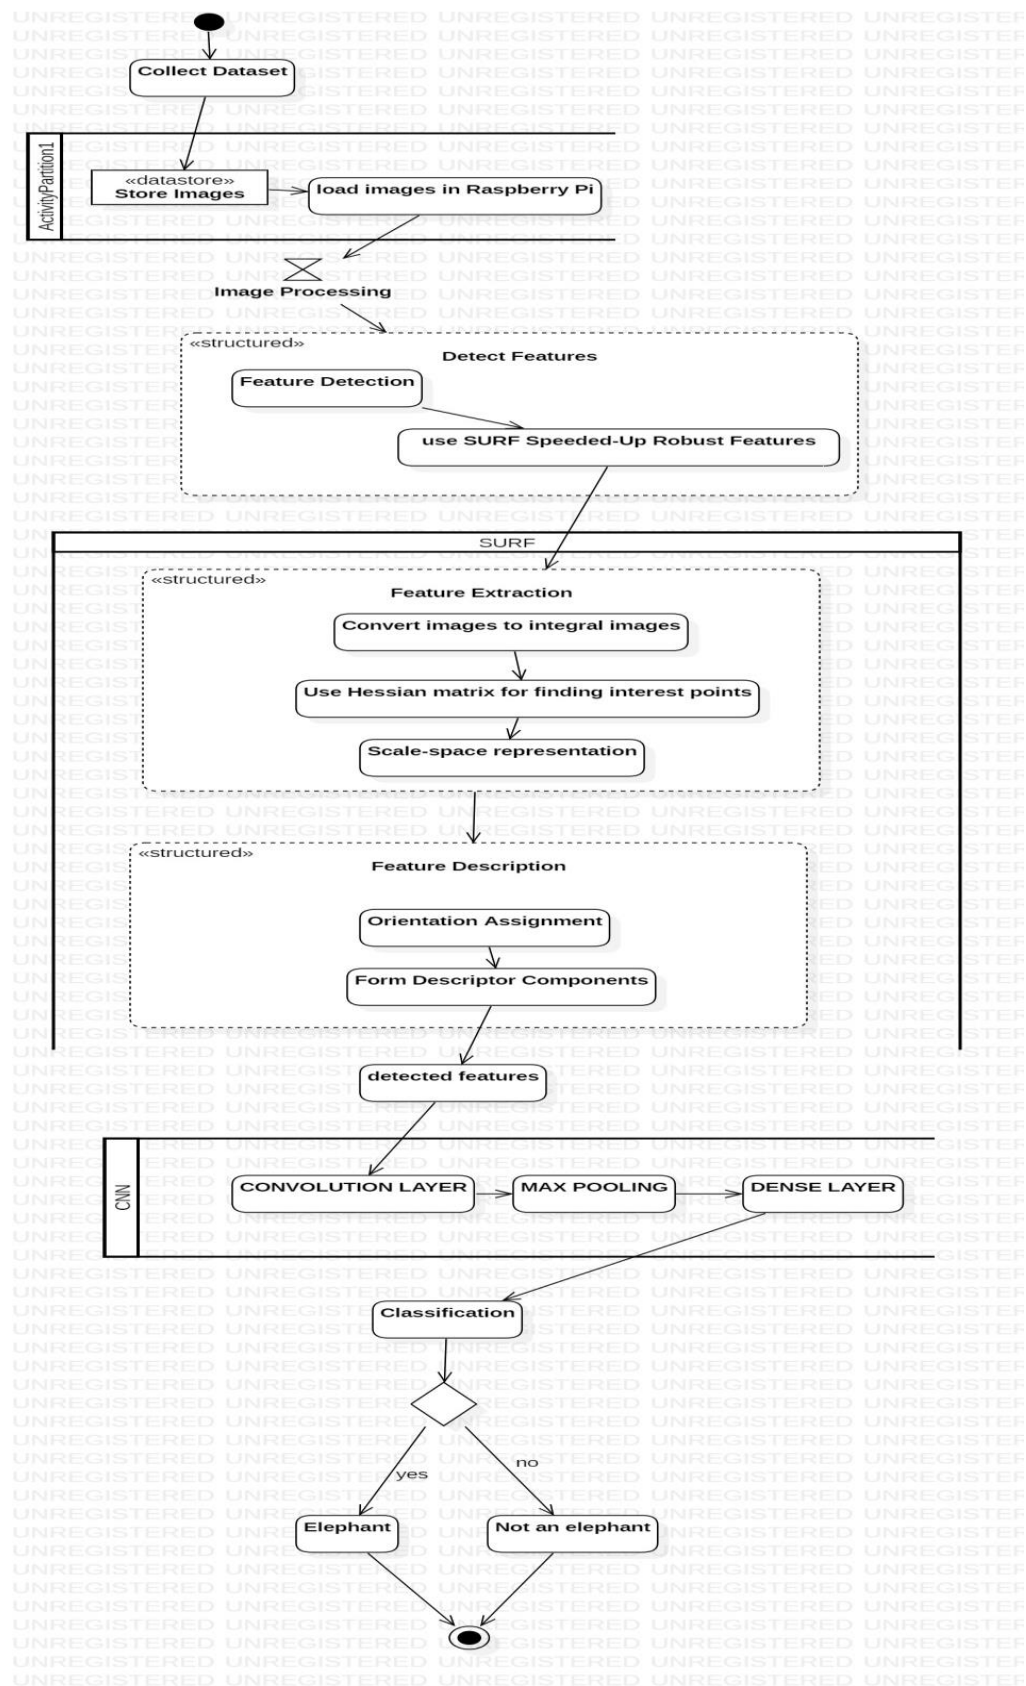 Collect Dataset
ActivityPartition1
«datastore»
Store Images
load images in Raspberry Pi
Image Processing
«structured»
Detect Features
Feature Detection
use SURF Speeded-Up Robust Features
SURF
«structured»
Feature Extraction
Convert images to integral images
Use Hessian matrix for finding interest points
Scale-space representation
«structured»
Feature Description
Orientation Assignment
Form Descriptor Components
detected features
CNN
CONVOLUTION LAYER
MAX POOLING
DENSE LAYER
Classification
yes
no
Elephant
Not an elephant
UNREGISTERED